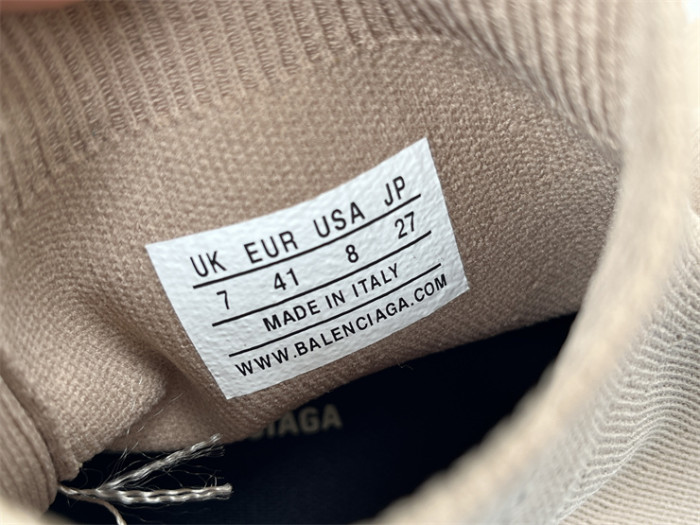 UK EUR USA JP
7 41 8 27
MADE IN ITALY
WWW.BALENCIAGA.COM